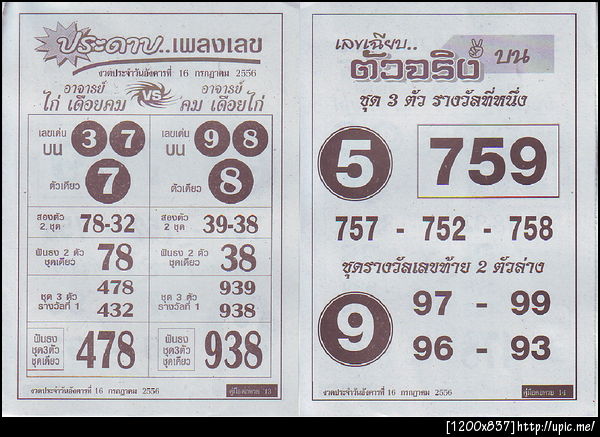 ประดาบ..เพลงเลข
งวดประจำวันอังคารที่ 16 กรกฎาคม 2556
อาจารย์
ไก่ เดือยคม
VS
อาจารย์
คม เดือยไก่
เลขเด่น
บน
3 7
ตัวเดียว
7
เลขเด่น
บน
9 8
ตัวเดียว
8
สองตัว
2 ชุด
78-32
สองตัว
2 ชุด
39-38
ฟันธง 2 ตัว
ชุดเดียว
78
ฟันธง 2 ตัว
ชุดเดียว
38
ชุด 3 ตัว
รางวัลที่ 1
478
432
ชุด 3 ตัว
รางวัลที่ 1
939
938
ฟันธง
ชุด3ตัว
ชุดเดียว
478
ฟันธง
ชุด3ตัว
ชุดเดียว
938
งวดประจำวันอังคารที่ 16 กรกฎาคม 2556
13
เลขเฉียบ..
ตัวจริง
บน
ชุด 3 ตัว รางวัลที่หนึ่ง
5
759
757 - 752 - 758
ชุดรางวัลเลขท้าย 2 ตัวล่าง
9
97 - 99
96 - 93
งวดประจำวันอังคารที่ 16 กรกฎาคม 2556
14
[1200x857]http://upic.me/